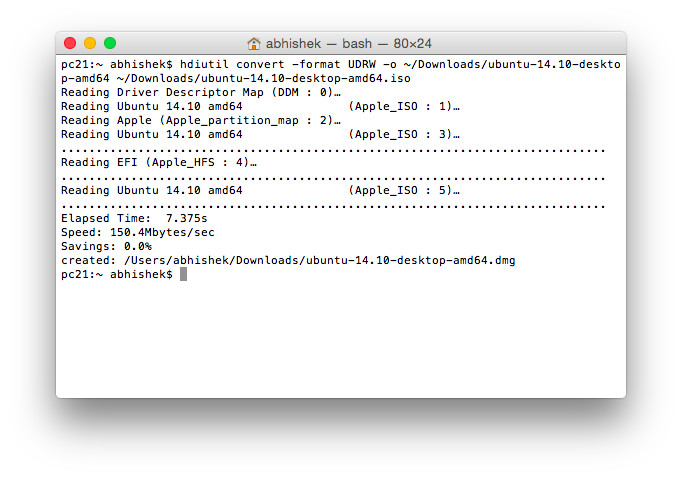 abhishek — bash — 80×24
pc21:~ abhishek$ hdiutil convert -format UDRW -o ~/Downloads/ubuntu-14.10-deskto
p-amd64 ~/Downloads/ubuntu-14.10-desktop-amd64.iso
Reading Driver Descriptor Map (DDM : 0)…
Reading Ubuntu 14.10 amd64               (Apple_ISO : 1)…
Reading Apple (Apple_partition_map : 2)…
Reading Ubuntu 14.10 amd64               (Apple_ISO : 3)…
..............................................................................
Reading EFI (Apple_HFS : 4)…
..............................................................................
Reading Ubuntu 14.10 amd64               (Apple_ISO : 5)…
..............................................................................
Elapsed Time:  7.375s
Speed: 150.4Mbytes/sec
Savings: 0.0%
created: /Users/abhishek/Downloads/ubuntu-14.10-desktop-amd64.dmg
pc21:~ abhishek$